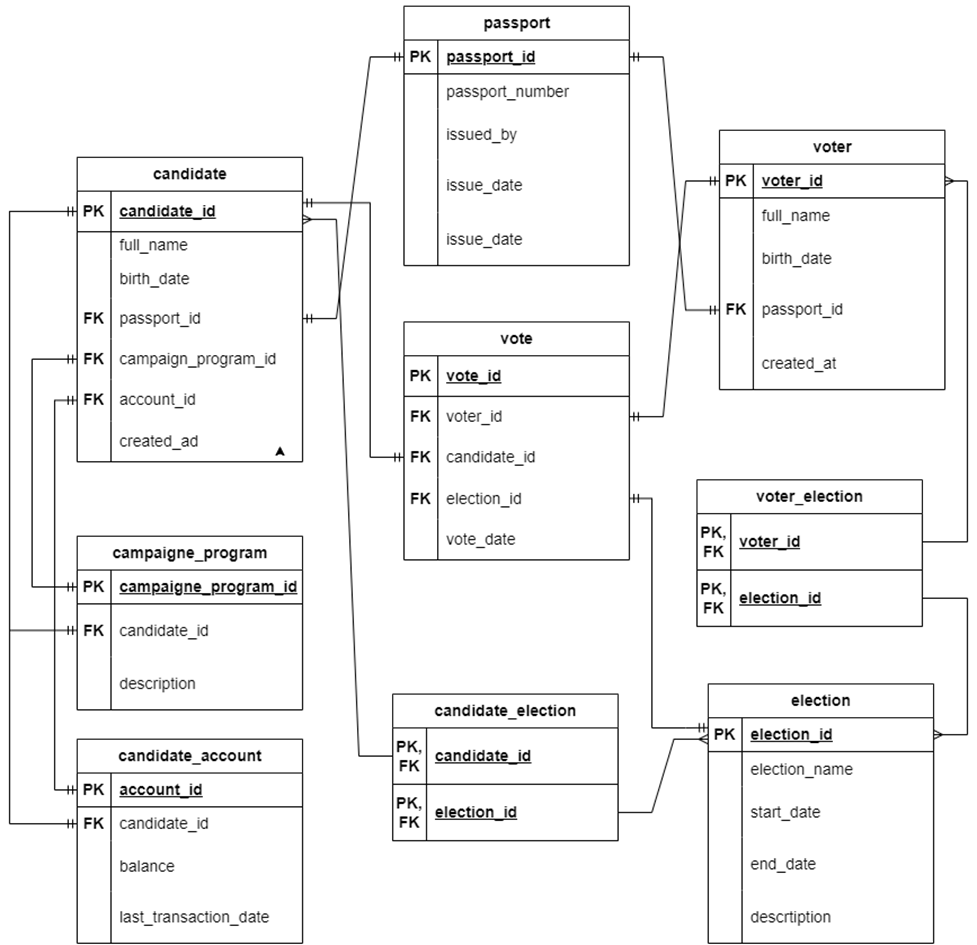 passport
PK passport_id
passport_number
issued_by
issue_date
issue_date
candidate
PK candidate_id
full_name
birth_date
FK passport_id
FK campaign_program_id
FK account_id
created_ad
voter
PK voter_id
full_name
birth_date
FK passport_id
created_at
vote
PK vote_id
FK voter_id
FK candidate_id
FK election_id
vote_date
voter_election
PK, FK voter_id
PK, FK election_id
campaigne_program
PK campaigne_program_id
FK candidate_id
description
candidate_election
PK, FK candidate_id
PK, FK election_id
election
PK election_id
election_name
start_date
end_date
descrtiption
candidate_account
PK account_id
FK candidate_id
balance
last_transaction_date